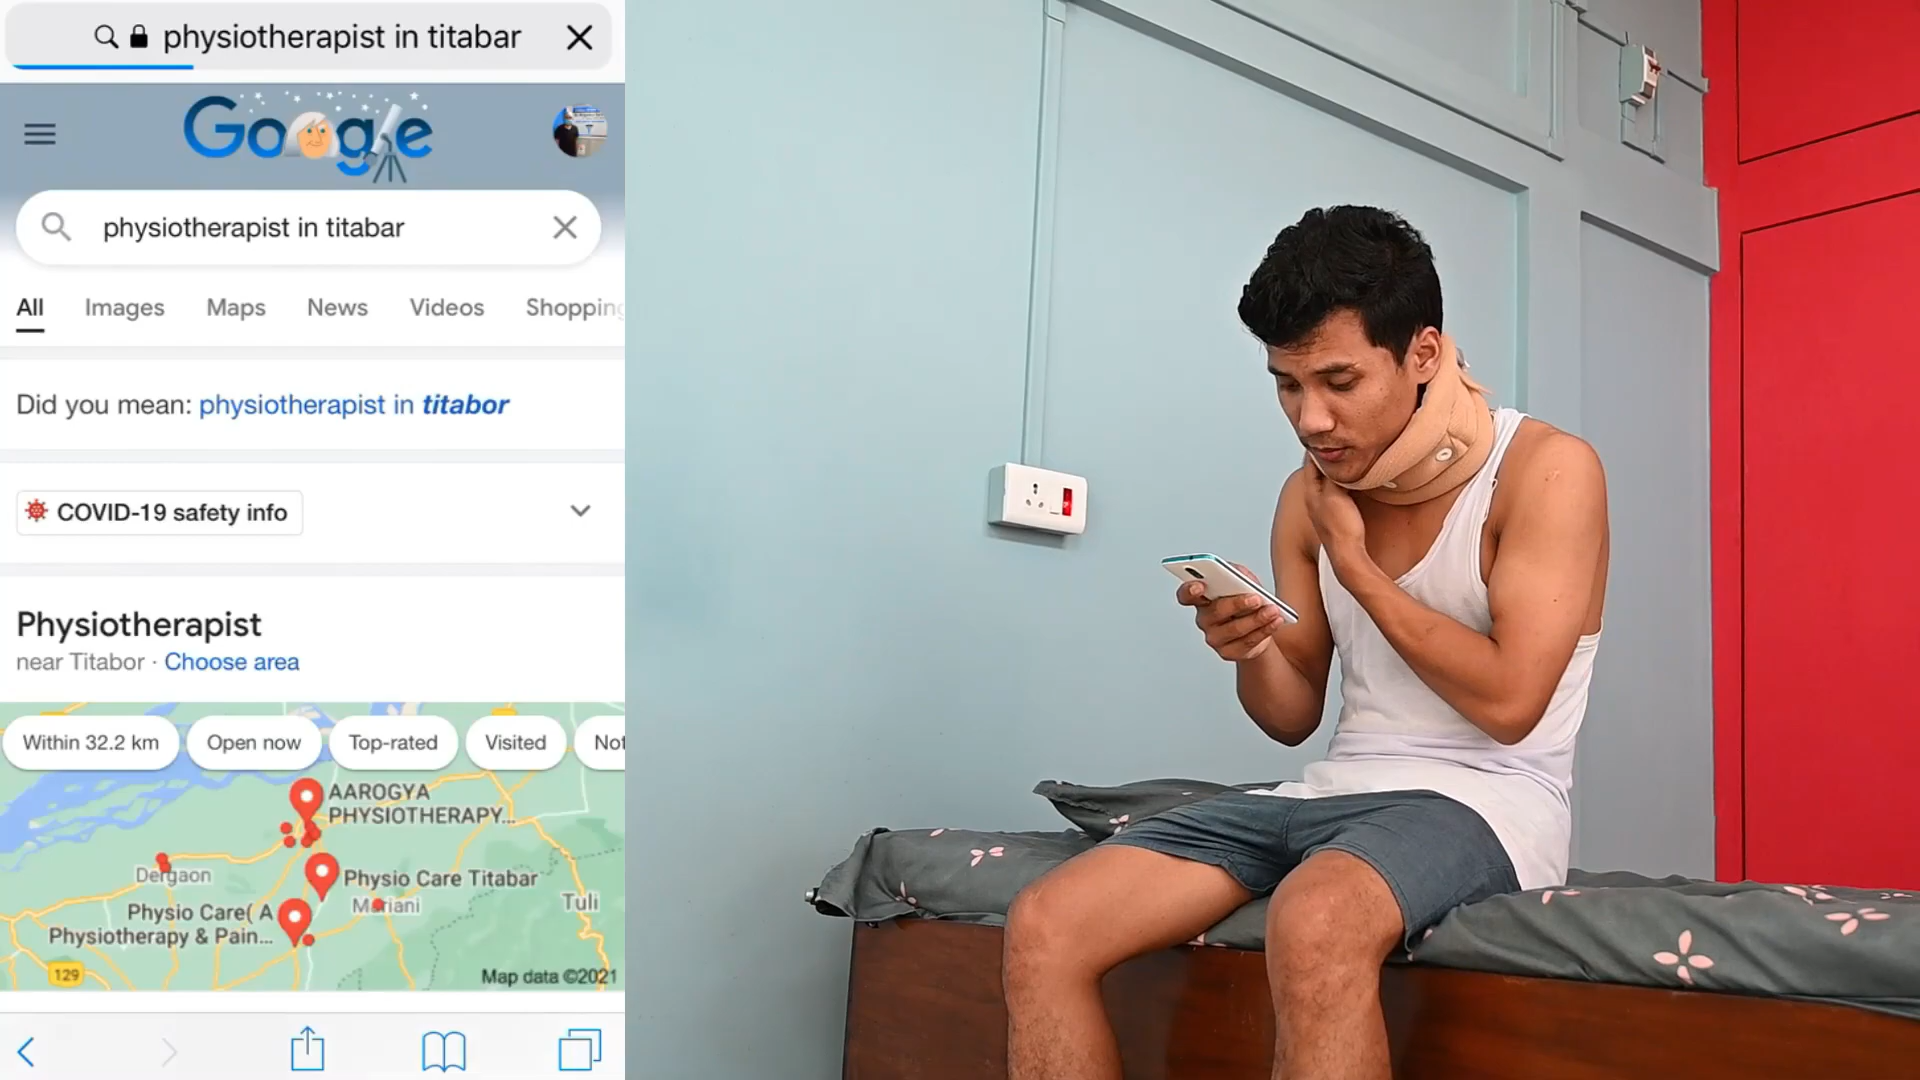 physiotherapist in titabar
Google
physiotherapist in titabar
All Images Maps News Videos Shopping
Did you mean: physiotherapist in titabor
COVID-19 safety info
Physiotherapist
near Titabor · Choose area
Within 32.2 km Open now Top-rated Visited Not
AAROGYA
PHYSIOTHERAPY...
Dergaon
Physio Care Titabar
Mariani
Tuli
Physio Care( A
Physiotherapy & Pain...
129
Map data ©2021